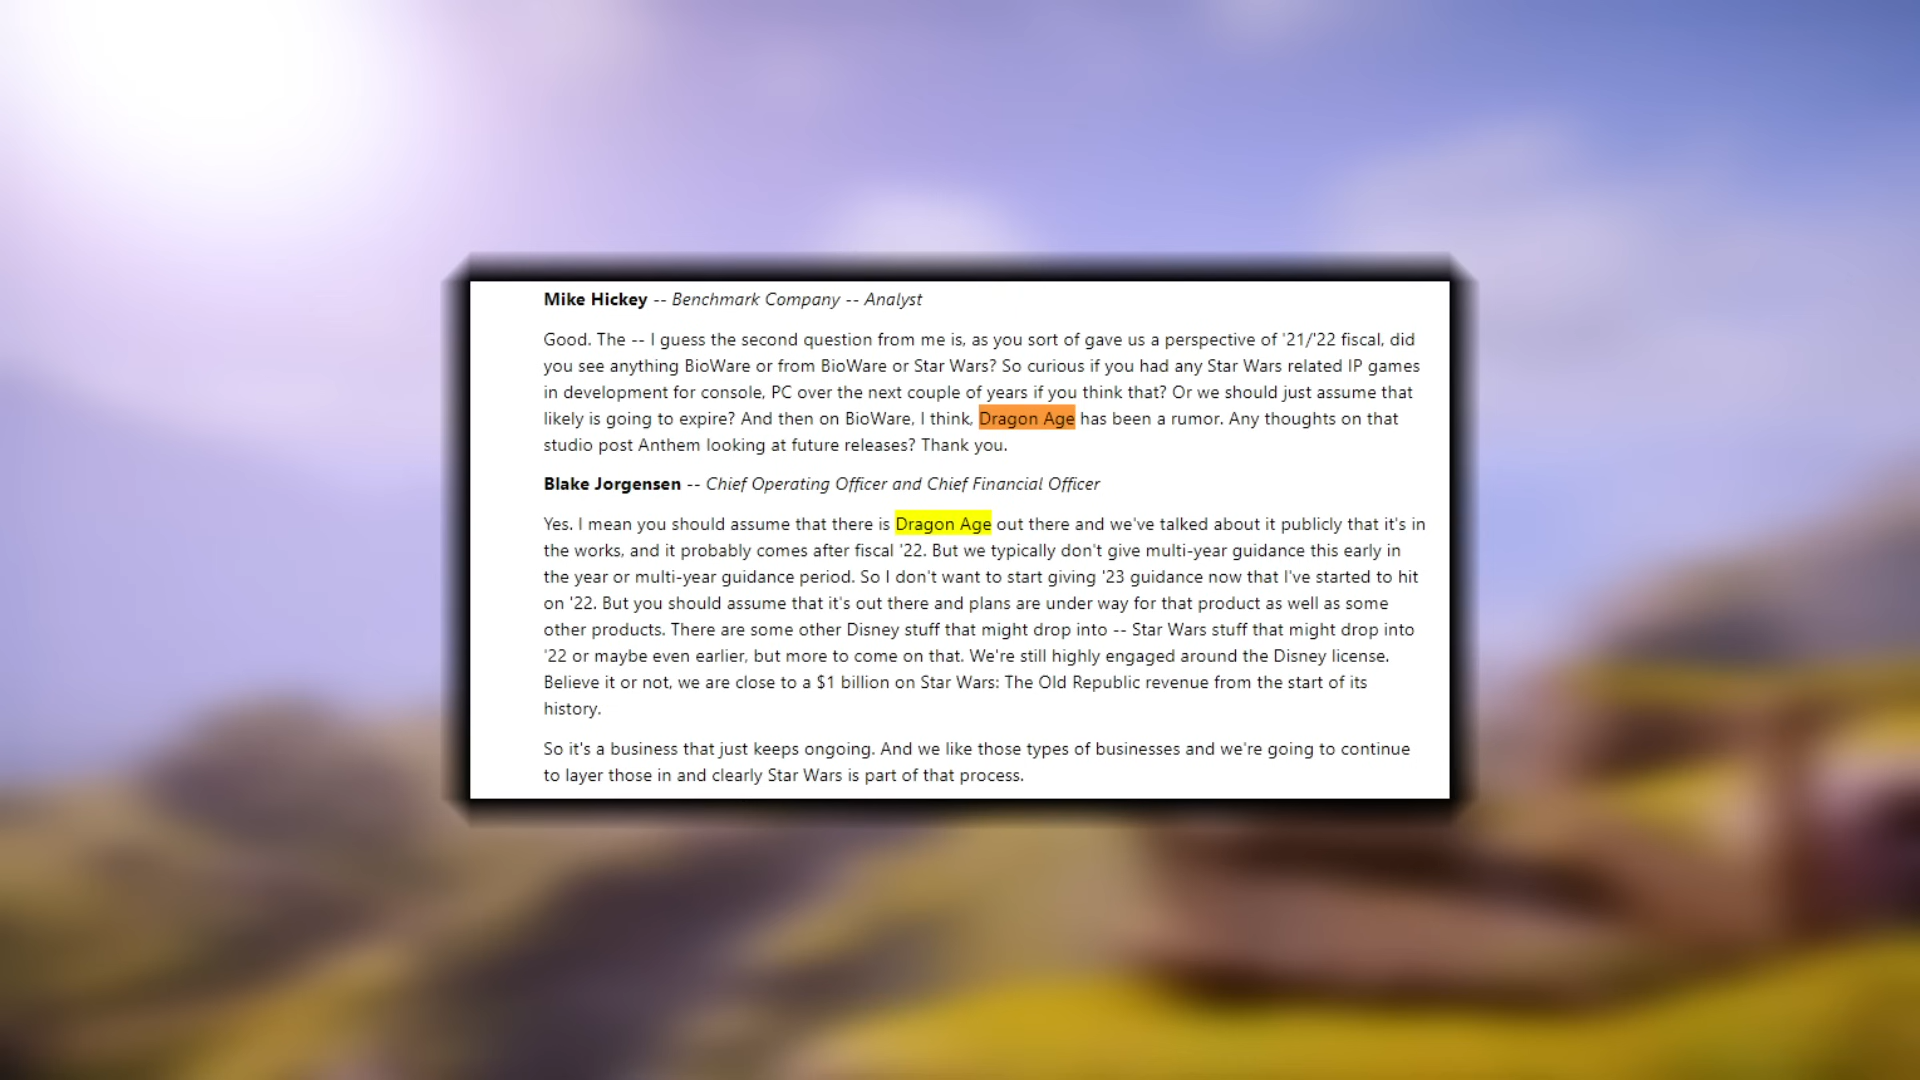 Mike Hickey -- Benchmark Company -- Analyst
Good. The -- I guess the second question from me is, as you sort of gave us a perspective of '21/'22 fiscal, did
you see anything BioWare or from BioWare or Star Wars? So curious if you had any Star Wars related IP games
in development for console, PC over the next couple of years if you think that? Or we should just assume that
likely is going to expire? And then on BioWare, I think, Dragon Age has been a rumor. Any thoughts on that
studio post Anthem looking at future releases? Thank you.
Blake Jorgensen -- Chief Operating Officer and Chief Financial Officer
Yes. I mean you should assume that there is Dragon Age out there and we've talked about it publicly that it's in
the works, and it probably comes after fiscal '22. But we typically don't give multi-year guidance this early in
the year or multi-year guidance period. So I don't want to start giving '23 guidance now that I've started to hit
on '22. But you should assume that it's out there and plans are under way for that product as well as some
other products. There are some other Disney stuff that might drop into -- Star Wars stuff that might drop into
'22 or maybe even earlier, but more to come on that. We're still highly engaged around the Disney license.
Believe it or not, we are close to a $1 billion on Star Wars: The Old Republic revenue from the start of its
history.
So it's a business that just keeps ongoing. And we like those types of businesses and we're going to continue
to layer those in and clearly Star Wars is part of that process.